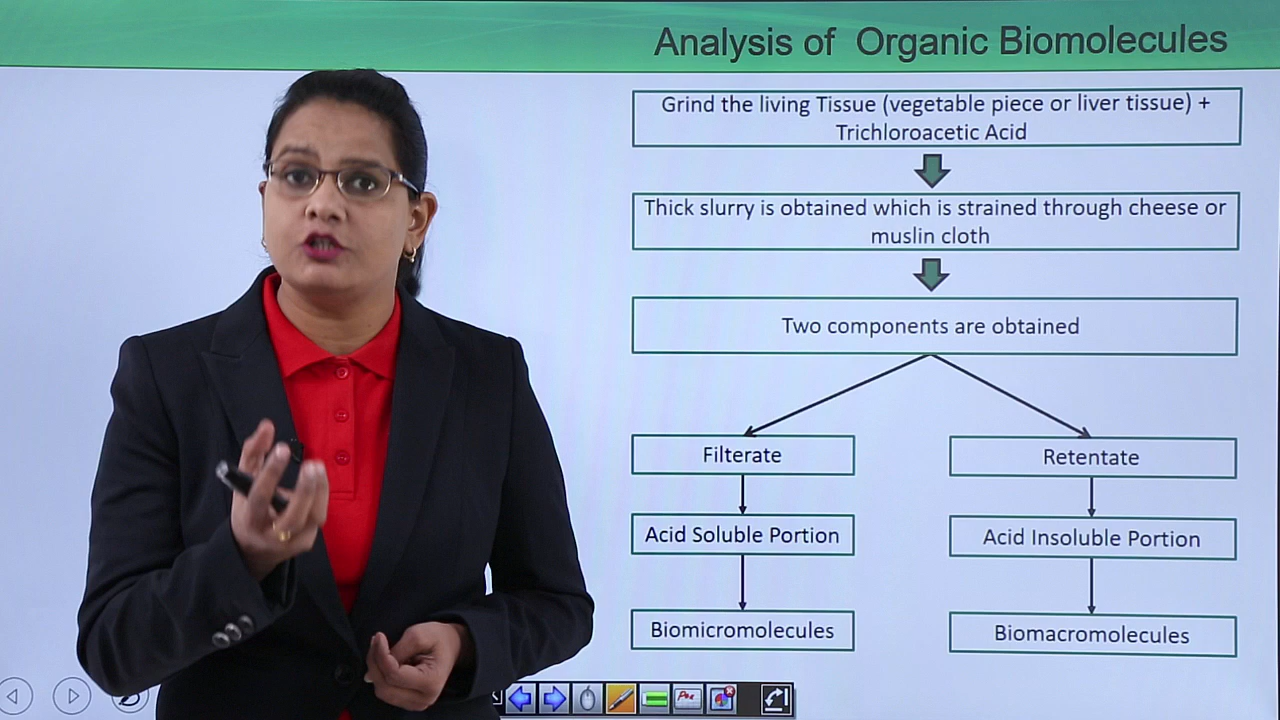 Analysis of Organic Biomolecules
Grind the living Tissue (vegetable piece or liver tissue) +
Trichloroacetic Acid
Thick slurry is obtained which is strained through cheese or
muslin cloth
Two components are obtained
Filterate
Retentate
Acid Soluble Portion
Acid Insoluble Portion
Biomicromolecules
Biomacromolecules